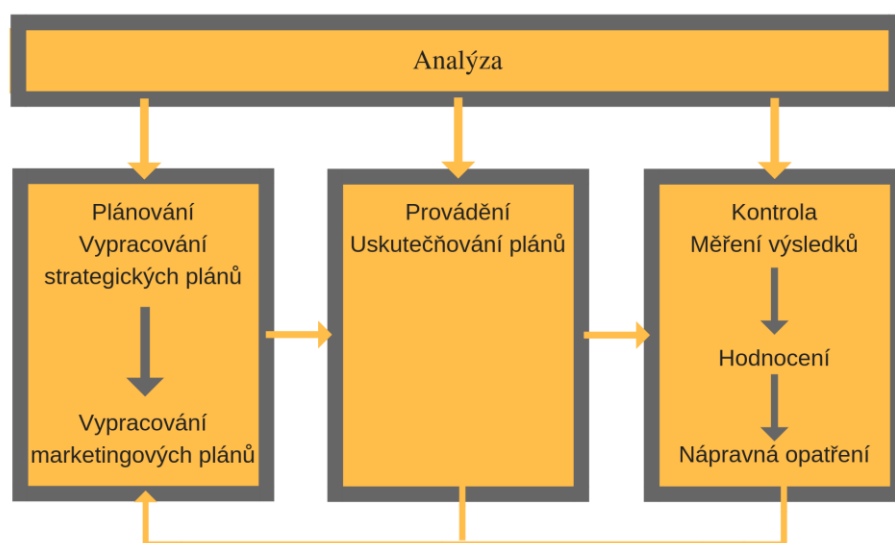 Analýza
Plánování
Vypracování
strategických plánů
Vypracování
marketingových plánů
Provádění
Uskutečňování plánů
Kontrola
Měření výsledků
Hodnocení
Nápravná opatření